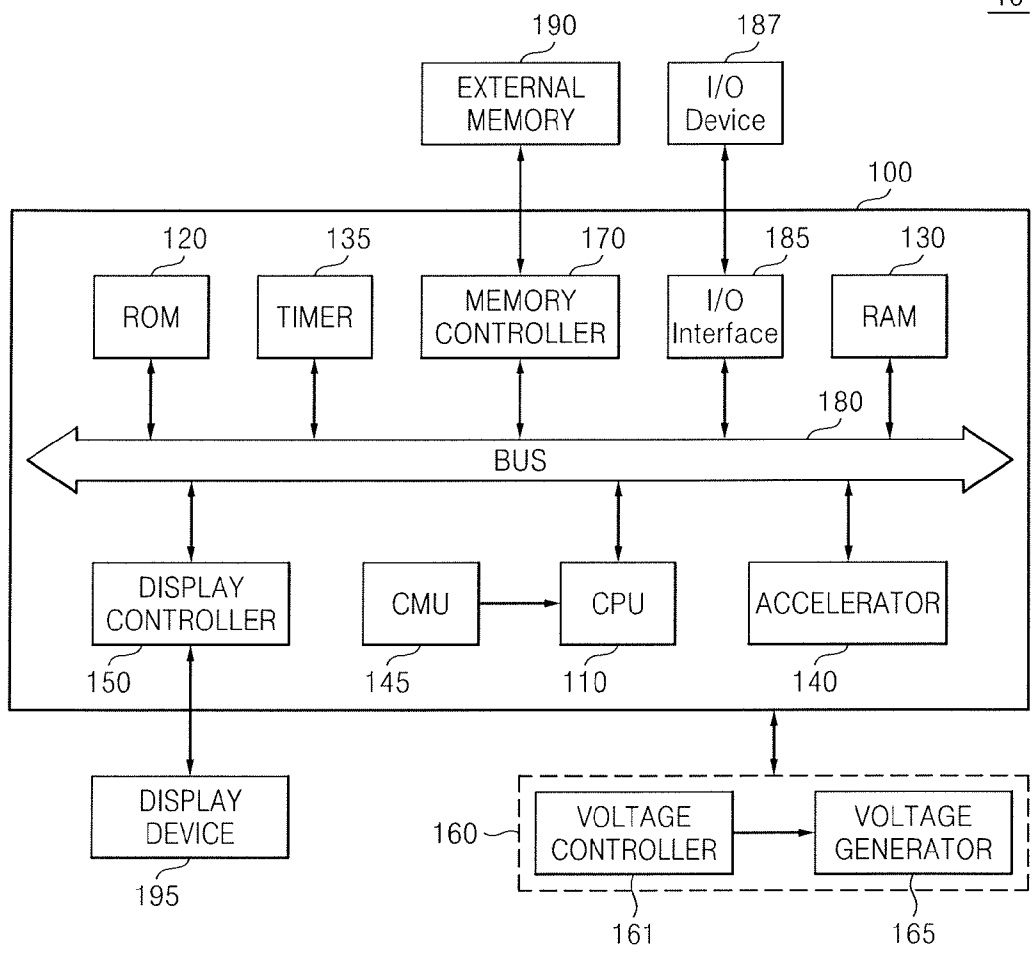 190
187
EXTERNAL
MEMORY
I/O
Device
100
120
135
170
185
130
ROM
TIMER
MEMORY
CONTROLLER
I/O
Interface
RAM
180
BUS
DISPLAY
CONTROLLER
CMU
CPU
ACCELERATOR
150
145
110
140
DISPLAY
DEVICE
160
VOLTAGE
CONTROLLER
VOLTAGE
GENERATOR
195
161
165